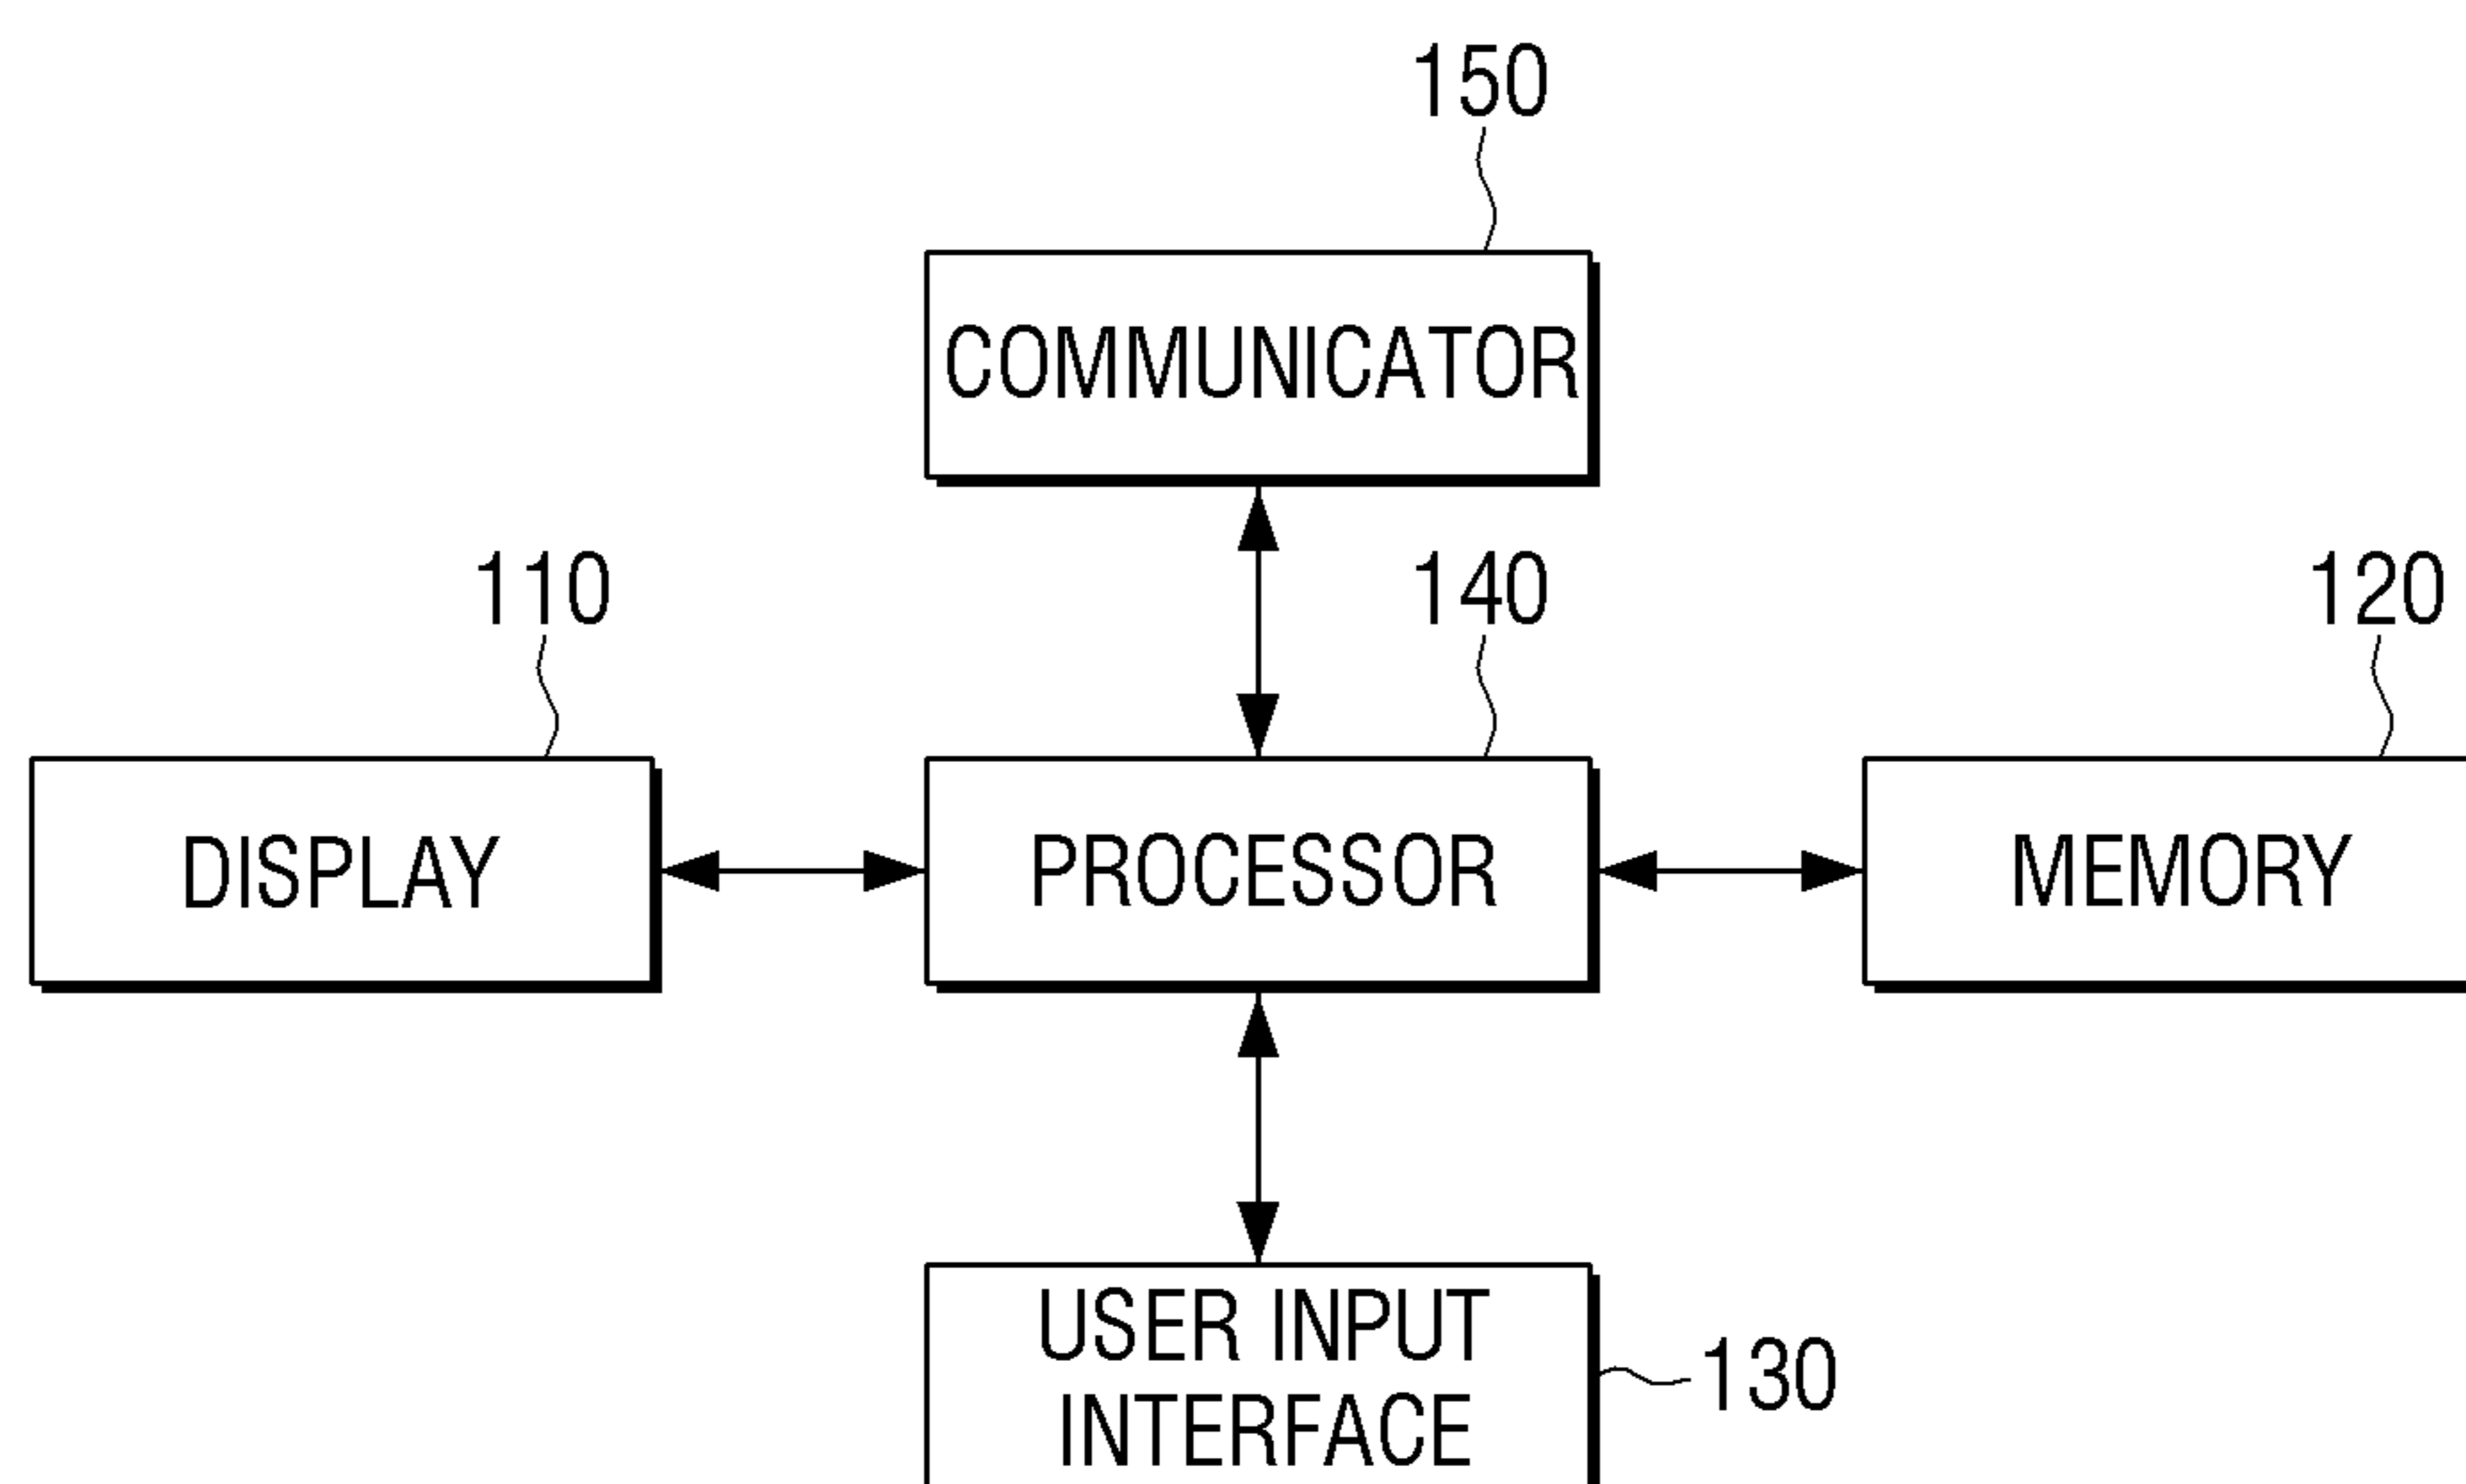 150
COMMUNICATOR
110
140
120
DISPLAY
PROCESSOR
MEMORY
USER INPUT
INTERFACE
130